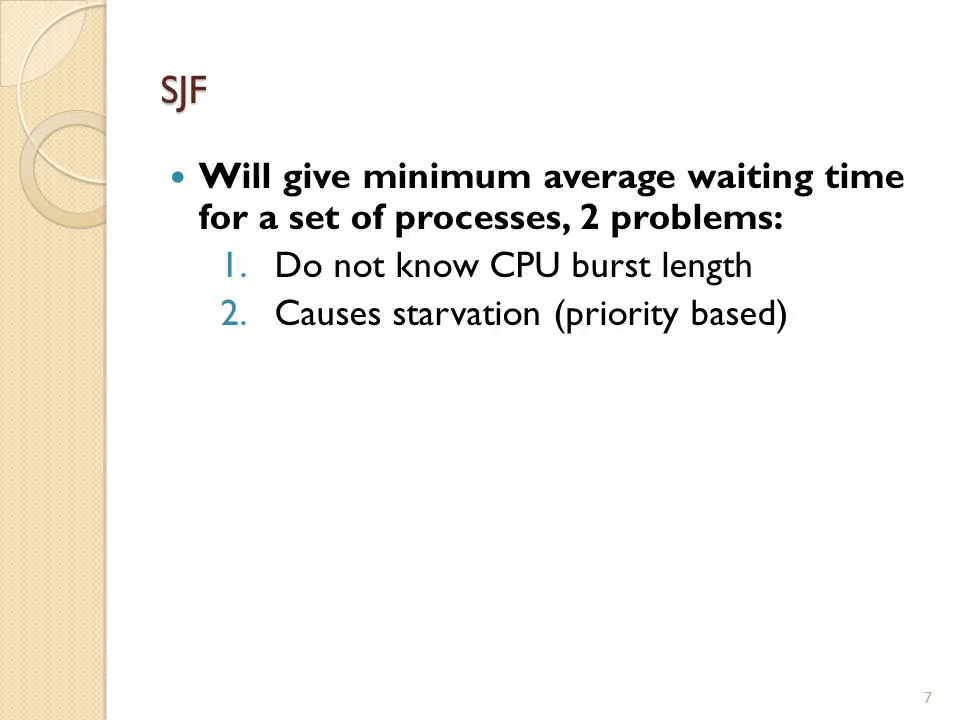 SJF
• Will give minimum average waiting time
for a set of processes, 2 problems:
1. Do not know CPU burst length
2. Causes starvation (priority based)
7